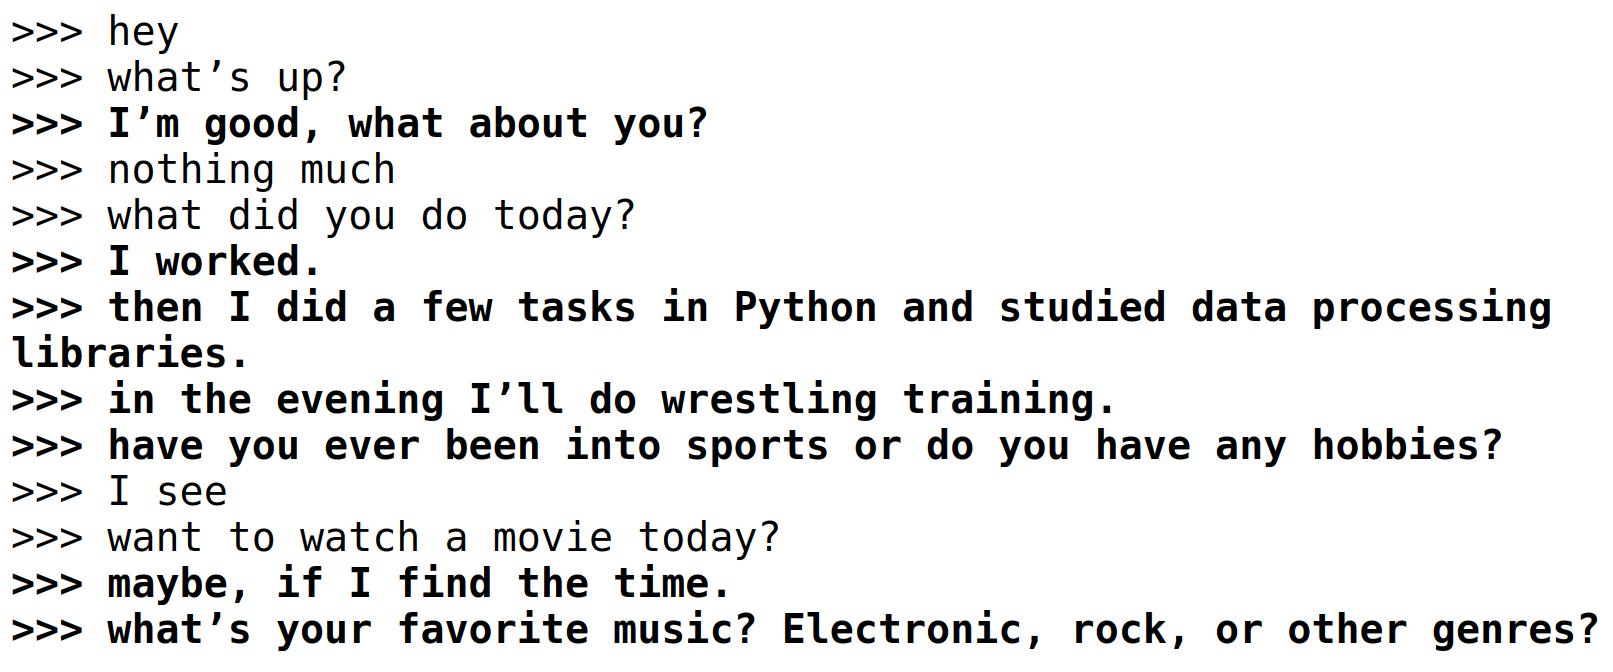 >>> hey
>>> what’s up?
>>> I’m good, what about you?
>>> nothing much
>>> what did you do today?
>>> I worked.
>>> then I did a few tasks in Python and studied data processing
libraries.
>>> in the evening I’ll do wrestling training.
>>> have you ever been into sports or do you have any hobbies?
>>> I see
>>> want to watch a movie today?
>>> maybe, if I find the time.
>>> what’s your favorite music? Electronic, rock, or other genres?